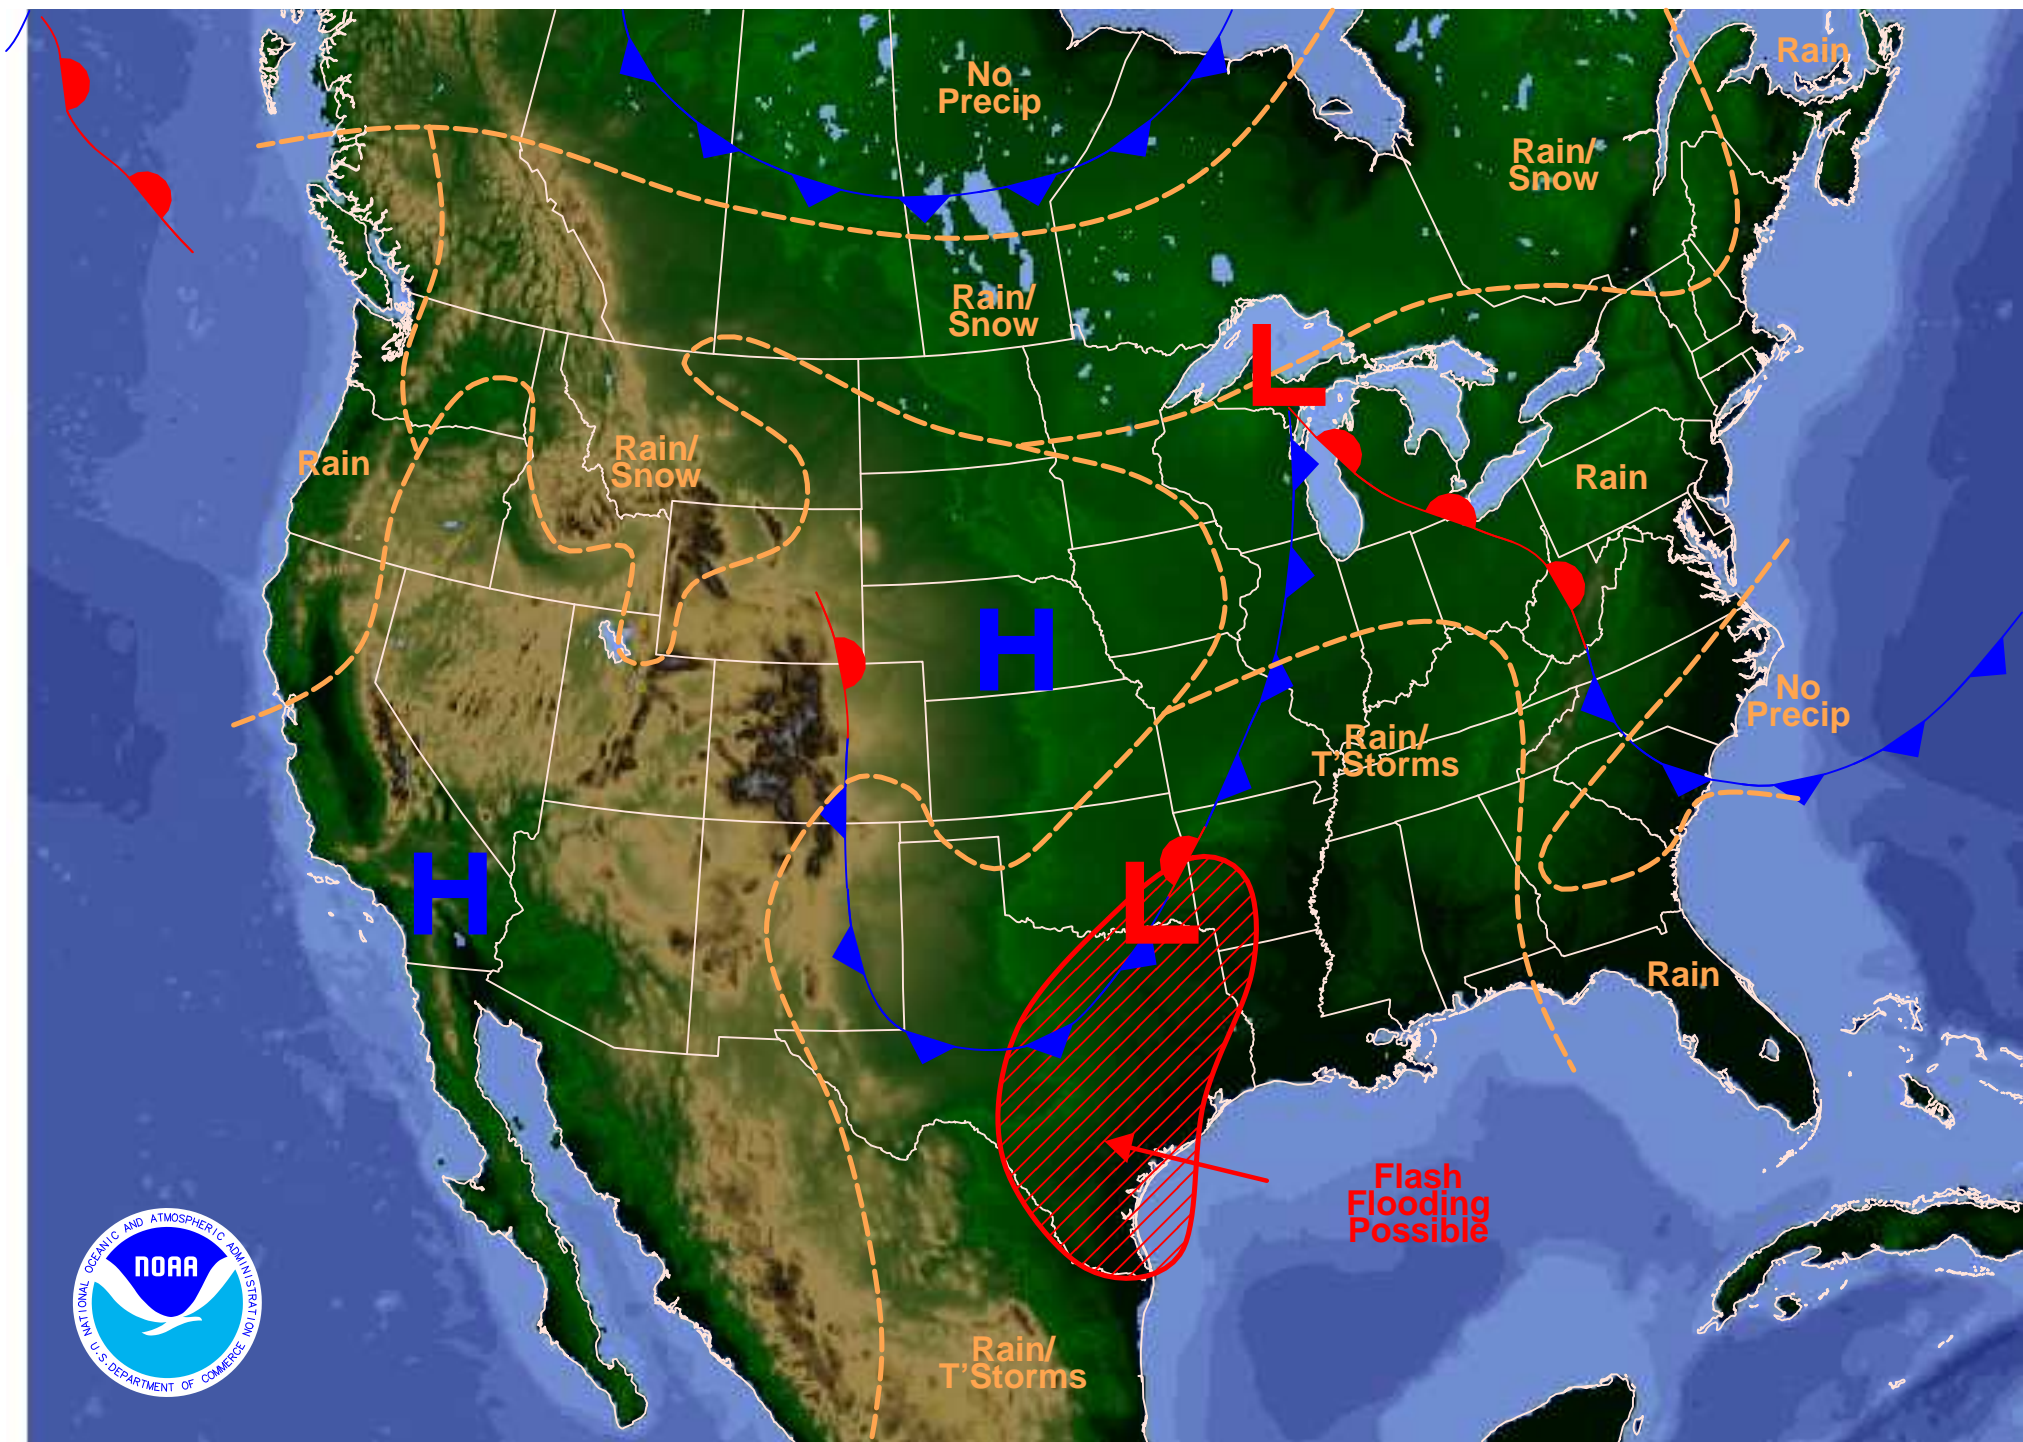 Rain
No
Precip
Rain/
Snow
Rain/
Snow
L
Rain/
Snow
Rain
Rain
H
No
Precip
Rain/
T'Storms
H
L
Rain
Flash
Flooding
Possible
Rain/
T'Storms
NATIONAL OCEANIC AND ATMOSPHERIC ADMINISTRATION
NOAA
U.S. DEPARTMENT OF COMMERCE